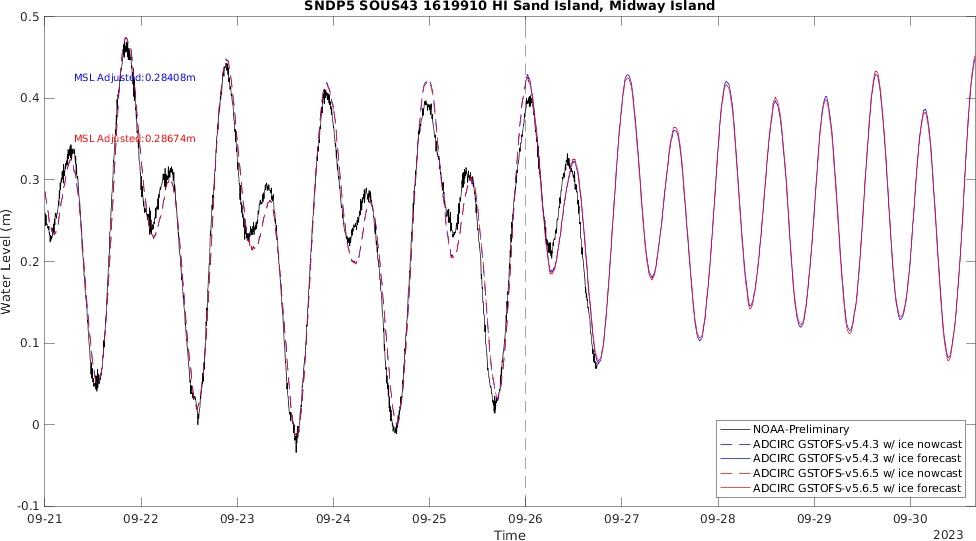 SNDP5 SOUS43 1619910 HI Sand Island, Midway Island
0.5
MSL Adjusted:0.28408m
0.4
MSL Adjusted:0.28674m
0.3
Water Level (m)
0.2
0.1
0
NOAA-Preliminary
ADCIRC GSTOFS-v5.4.3 w/ ice nowcast
ADCIRC GSTOFS-v5.4.3 w/ ice forecast
ADCIRC GSTOFS-v5.6.5 w/ ice nowcast
ADCIRC GSTOFS-v5.6.5 w/ ice forecast
-0.1
09-21 09-22 09-23 09-24 09-25 09-26 09-27 09-28 09-29 09-30
Time
2023